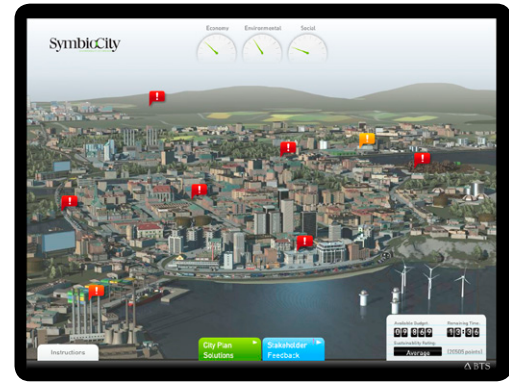 SymbioCity
Economy
Environmental
Social
!
!
!
!
!
!
!
!
Available Budget
Remaining Time
Sustainability Rating
Average
Instructions
City Plan
Solutions
Stakeholder
Feedback
BTS